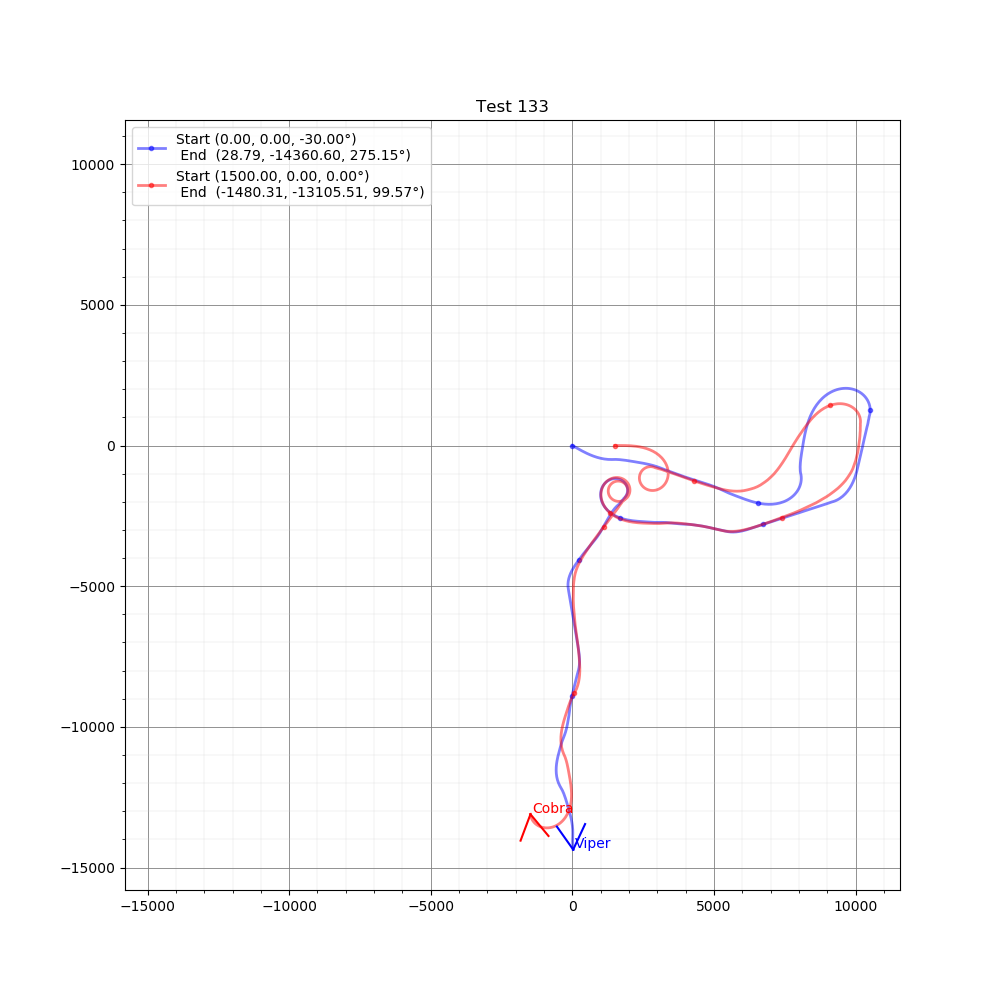 Test 133
Start (0.00, 0.00, -30.00°)
End (28.79, -14360.60, 275.15°)
Start (1500.00, 0.00, 0.00°)
End (-1480.31, -13105.51, 99.57°)
10000
5000
0
−5000
−10000
−15000
Cobra
Viper
−15000 −10000 −5000 0 5000 10000